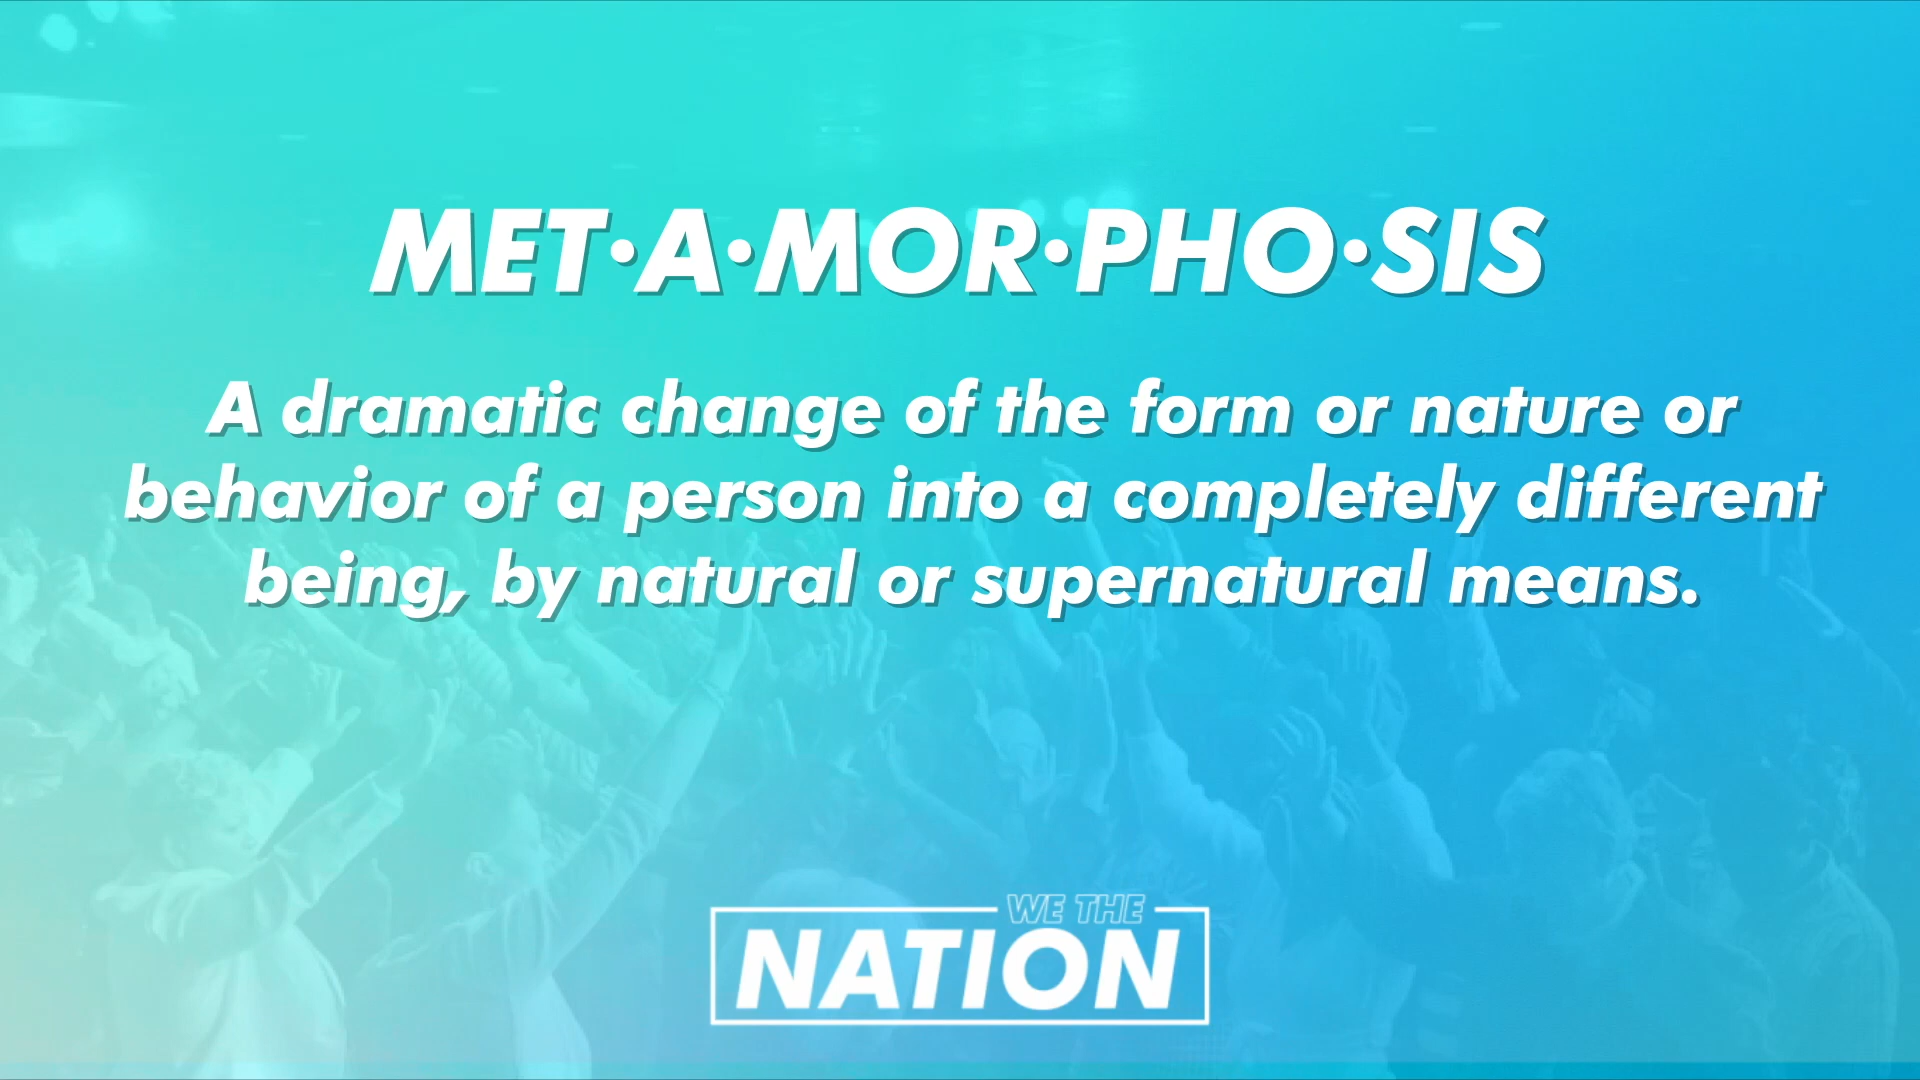 MET·A·MOR·PHO·SIS
A dramatic change of the form or nature or
behavior of a person into a completely different
being, by natural or supernatural means.
WE THE
NATION